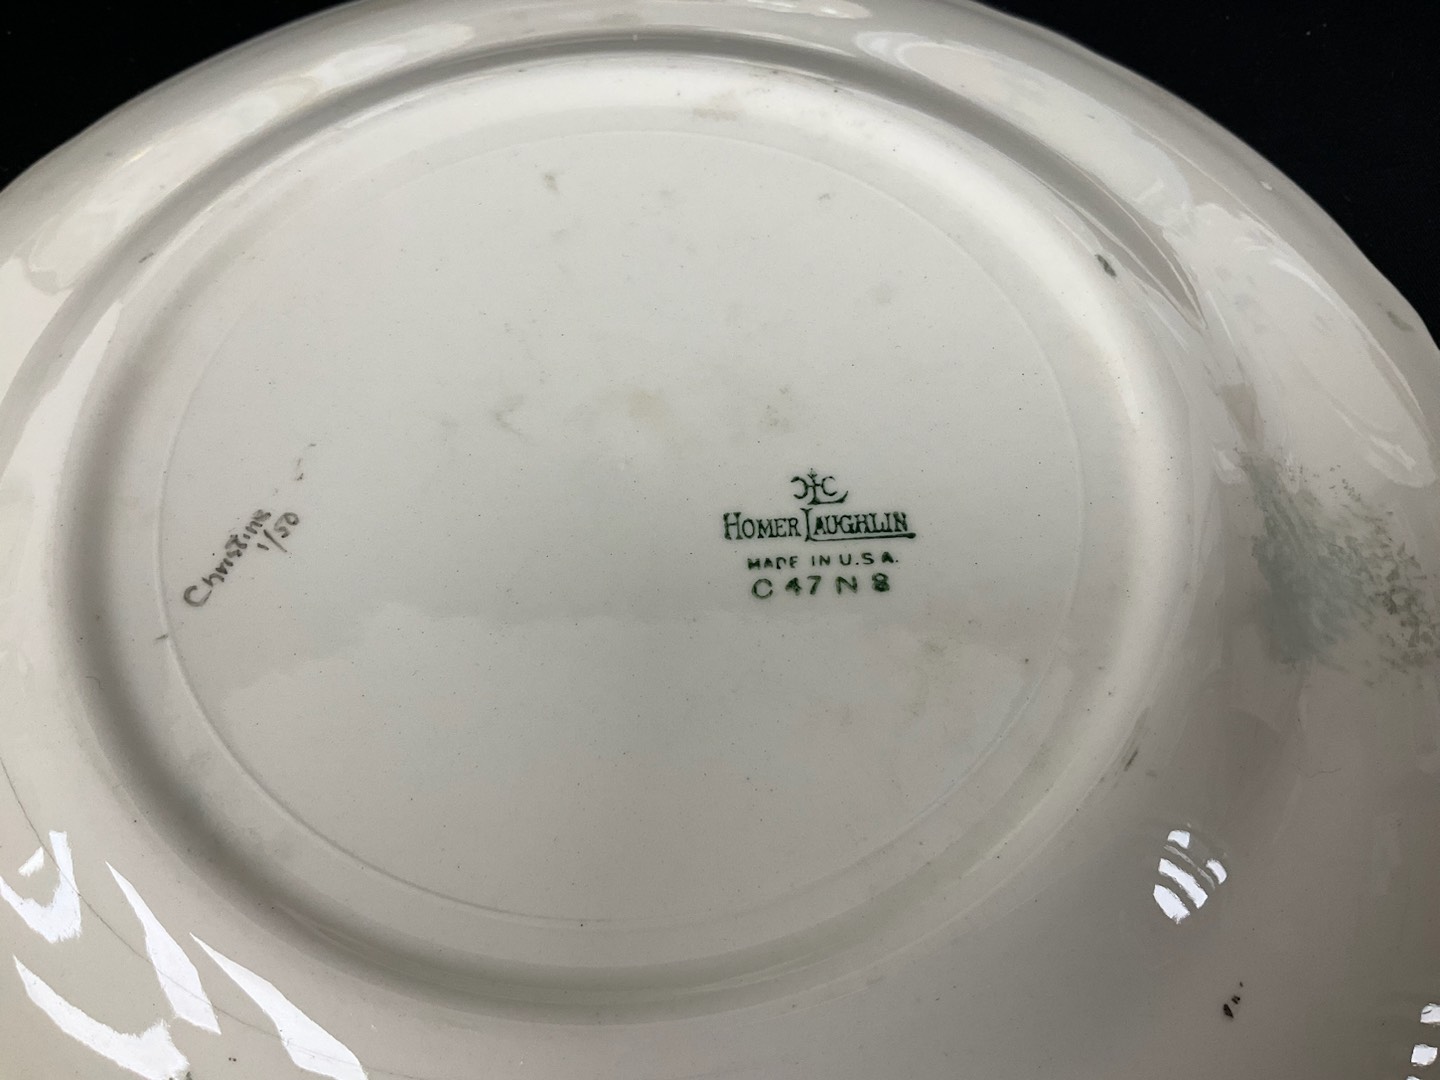 Christine
1/50
HLC
HOMER LAUGHLIN
MADE IN U.S.A.
C 47 N 8